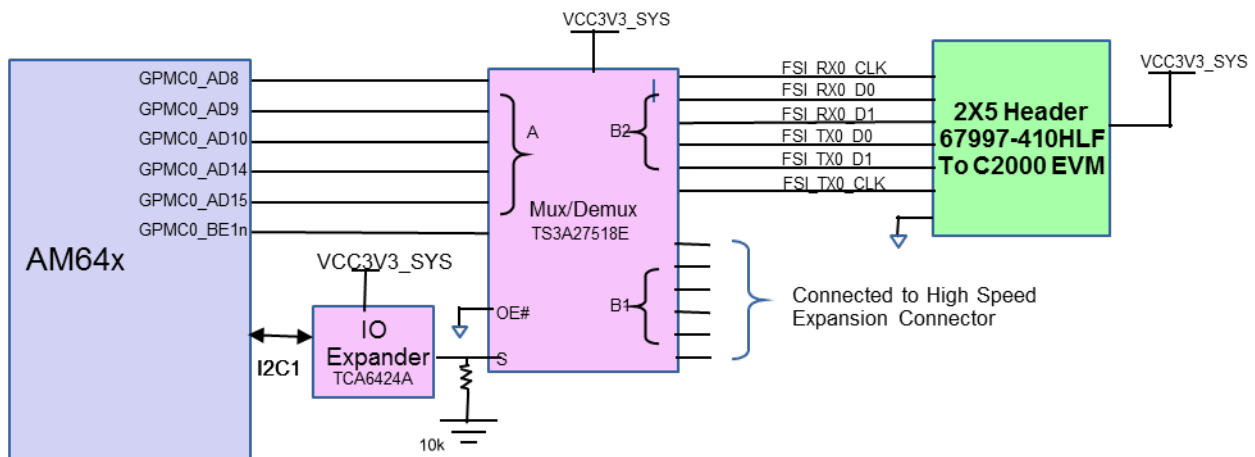 VCC3V3_SYS
GPMC0_AD8
GPMC0_AD9
GPMC0_AD10
GPMC0_AD14
GPMC0_AD15
GPMC0_BE1n
AM64x
VCC3V3_SYS
I2C1
IO
Expander
TCA6424A
10k
A
B2
Mux/Demux
TS3A27518E
OE#
S
B1
FSI_RX0_CLK
FSI_RX0_D0
FSI_RX0_D1
FSI_TX0_D0
FSI_TX0_D1
FSI_TX0_CLK
2X5 Header
67997-410HLF
To C2000 EVM
VCC3V3_SYS
Connected to High Speed
Expansion Connector